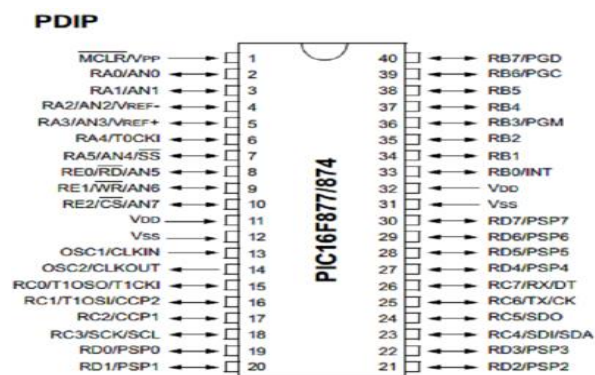 PDIP
MCLR/VPP 1 40 RB7/PGD
RA0/AN0 2 39 RB6/PGC
RA1/AN1 3 38 RB5
RA2/AN2/VREF- 4 37 RB4
RA3/AN3/VREF+ 5 36 RB3/PGM
RA4/T0CKI 6 35 RB2
RA5/AN4/SS 7 34 RB1
RE0/RD/AN5 8 33 RB0/INT
RE1/WR/AN6 9 32 VDD
RE2/CS/AN7 10 31 VSS
VDD 11 30 RD7/PSP7
VSS 12 29 RD6/PSP6
OSC1/CLKIN 13 28 RD5/PSP5
OSC2/CLKOUT 14 27 RD4/PSP4
RC0/T1OSO/T1CKI 15 26 RC7/RX/DT
RC1/T1OSI/CCP2 16 25 RC6/TX/CK
RC2/CCP1 17 24 RC5/SDO
RC3/SCK/SCL 18 23 RC4/SDI/SDA
RD0/PSP0 19 22 RD3/PSP3
RD1/PSP1 20 21 RD2/PSP2
PIC16F877/874